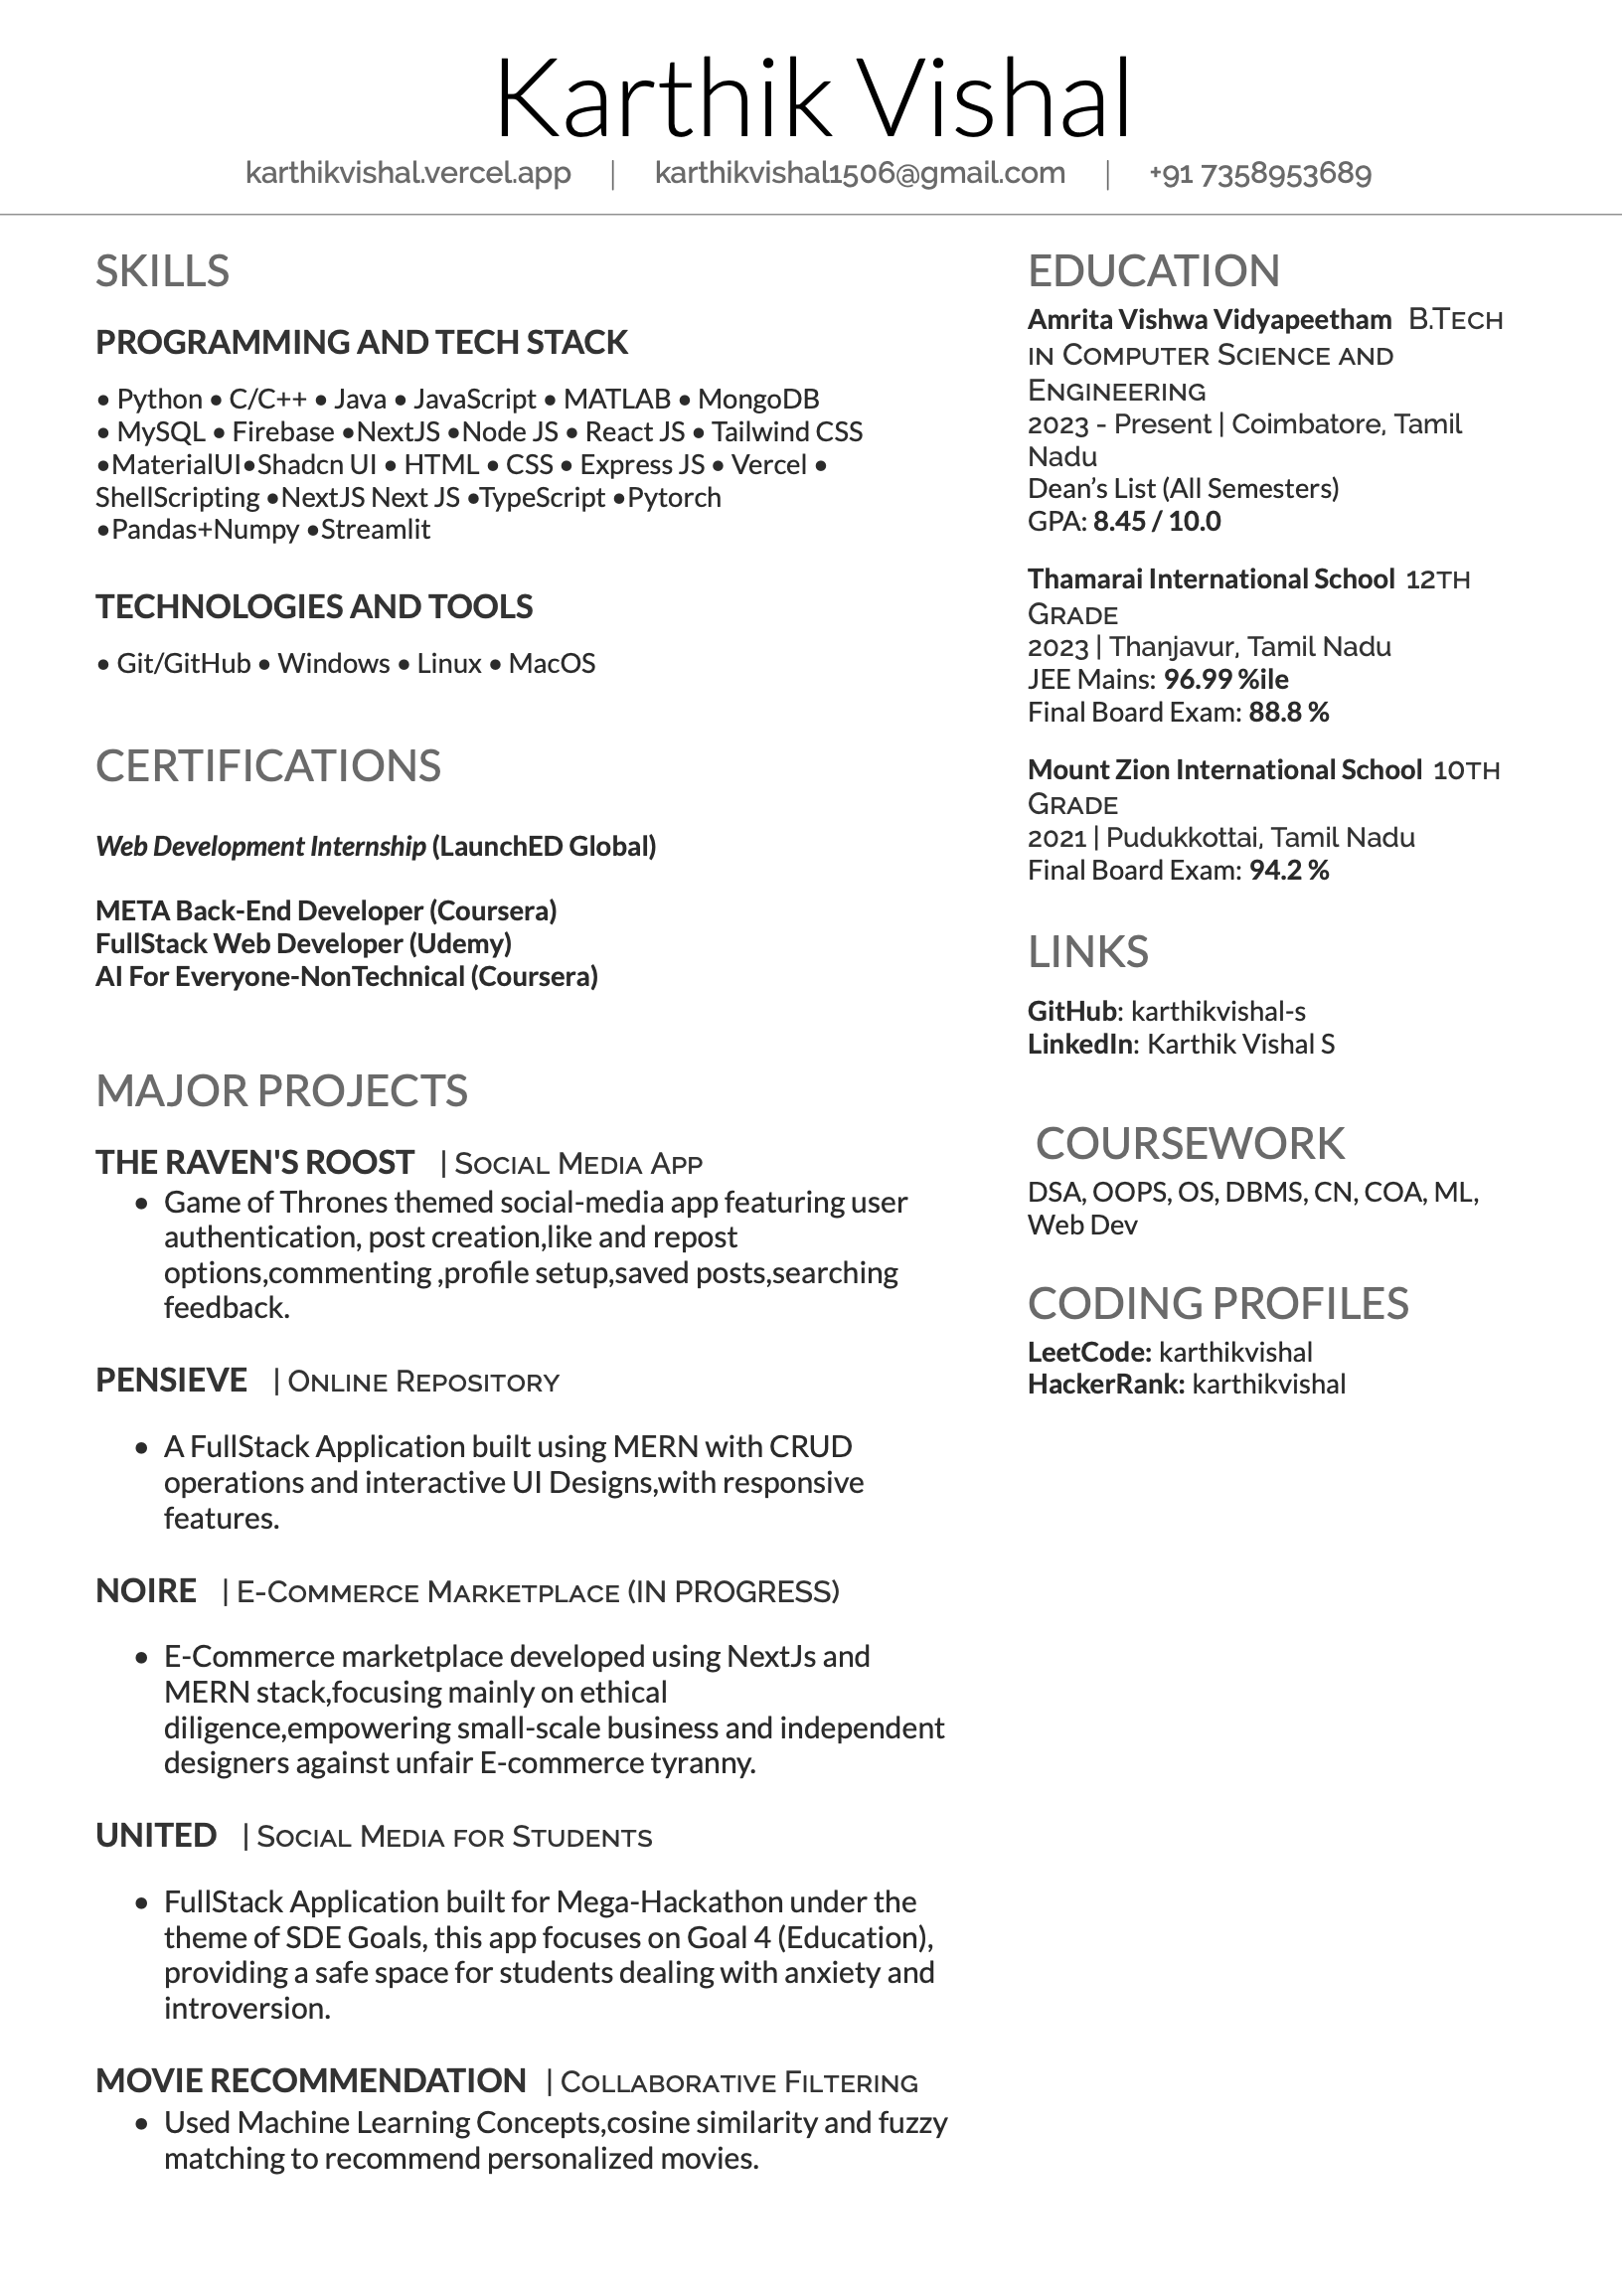 Karthik Vishal
karthikvishal.vercel.app | karthikvishal1506@gmail.com | +91 7358953689
SKILLS
PROGRAMMING AND TECH STACK
• Python • C/C++ • Java • JavaScript • MATLAB • MongoDB
• MySQL • Firebase •NextJS •Node JS • React JS • Tailwind CSS
•MaterialUI•Shadcn UI • HTML • CSS • Express JS • Vercel •
ShellScripting •NextJS Next JS •TypeScript •Pytorch
•Pandas+Numpy •Streamlit
TECHNOLOGIES AND TOOLS
• Git/GitHub • Windows • Linux • MacOS
CERTIFICATIONS
Web Development Internship (LaunchED Global)
META Back-End Developer (Coursera)
FullStack Web Developer (Udemy)
AI For Everyone-NonTechnical (Coursera)
MAJOR PROJECTS
THE RAVEN'S ROOST | Social Media App
• Game of Thrones themed social-media app featuring user
authentication, post creation,like and repost
options,commenting ,profile setup,saved posts,searching
feedback.
PENSIEVE | Online Repository
• A FullStack Application built using MERN with CRUD
operations and interactive UI Designs,with responsive
features.
NOIRE | E-Commerce Marketplace (IN PROGRESS)
• E-Commerce marketplace developed using NextJs and
MERN stack,focusing mainly on ethical
diligence,empowering small-scale business and independent
designers against unfair E-commerce tyranny.
UNITED | Social Media for Students
• FullStack Application built for Mega-Hackathon under the
theme of SDE Goals, this app focuses on Goal 4 (Education),
providing a safe space for students dealing with anxiety and
introversion.
MOVIE RECOMMENDATION | Collaborative Filtering
• Used Machine Learning Concepts,cosine similarity and fuzzy
matching to recommend personalized movies.
EDUCATION
Amrita Vishwa Vidyapeetham B.Tech
in Computer Science and
Engineering
2023 - Present | Coimbatore, Tamil
Nadu
Dean's List (All Semesters)
GPA: 8.45 / 10.0
Thamarai International School 12th
Grade
2023 | Thanjavur, Tamil Nadu
JEE Mains: 96.99 %ile
Final Board Exam: 88.8 %
Mount Zion International School 10th
Grade
2021 | Pudukkottai, Tamil Nadu
Final Board Exam: 94.2 %
LINKS
GitHub: karthikvishal-s
LinkedIn: Karthik Vishal S
COURSEWORK
DSA, OOPS, OS, DBMS, CN, COA, ML,
Web Dev
CODING PROFILES
LeetCode: karthikvishal
HackerRank: karthikvishal